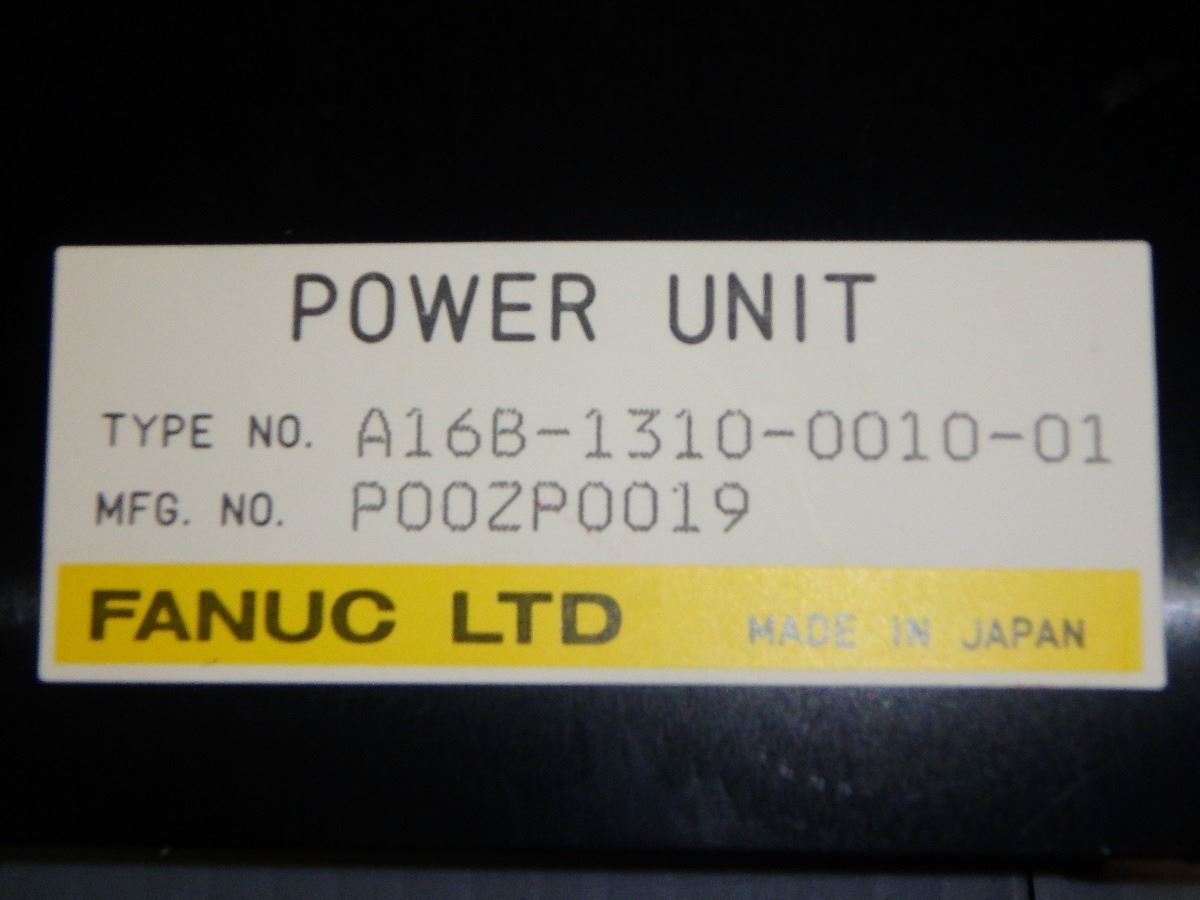 POWER UNIT
TYPE NO. A16B-1310-0010-01
MFG. NO. P00ZP0019
FANUC LTD MADE IN JAPAN